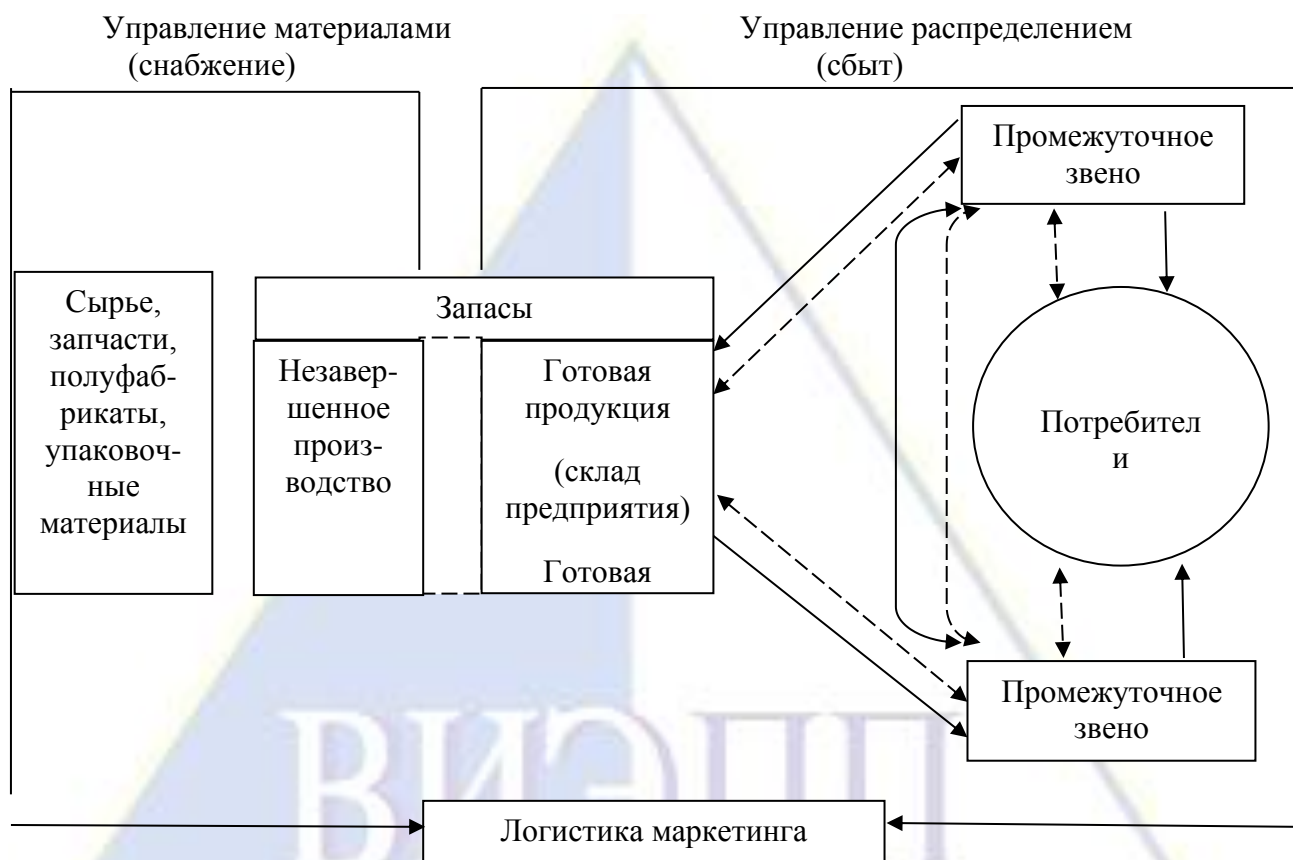 Управление материалами
(снабжение)
Управление распределением
(сбыт)
Промежуточное
звено
Сырье,
запчасти,
полуфаб-
рикаты,
упаковоч-
ные
материалы
Запасы
Незавер-
шенное
произ-
водство
Готовая
продукция
(склад
предприятия)
Готовая
Потребител
и
Промежуточное
звено
ВИЭПП
Логистика маркетинга